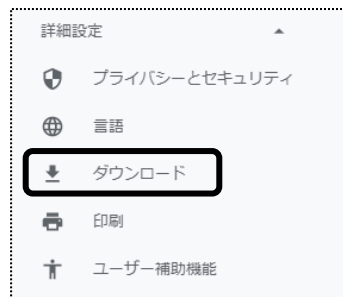 詳細設定
プライバシーとセキュリティ
言語
ダウンロード
印刷
ユーザー補助機能